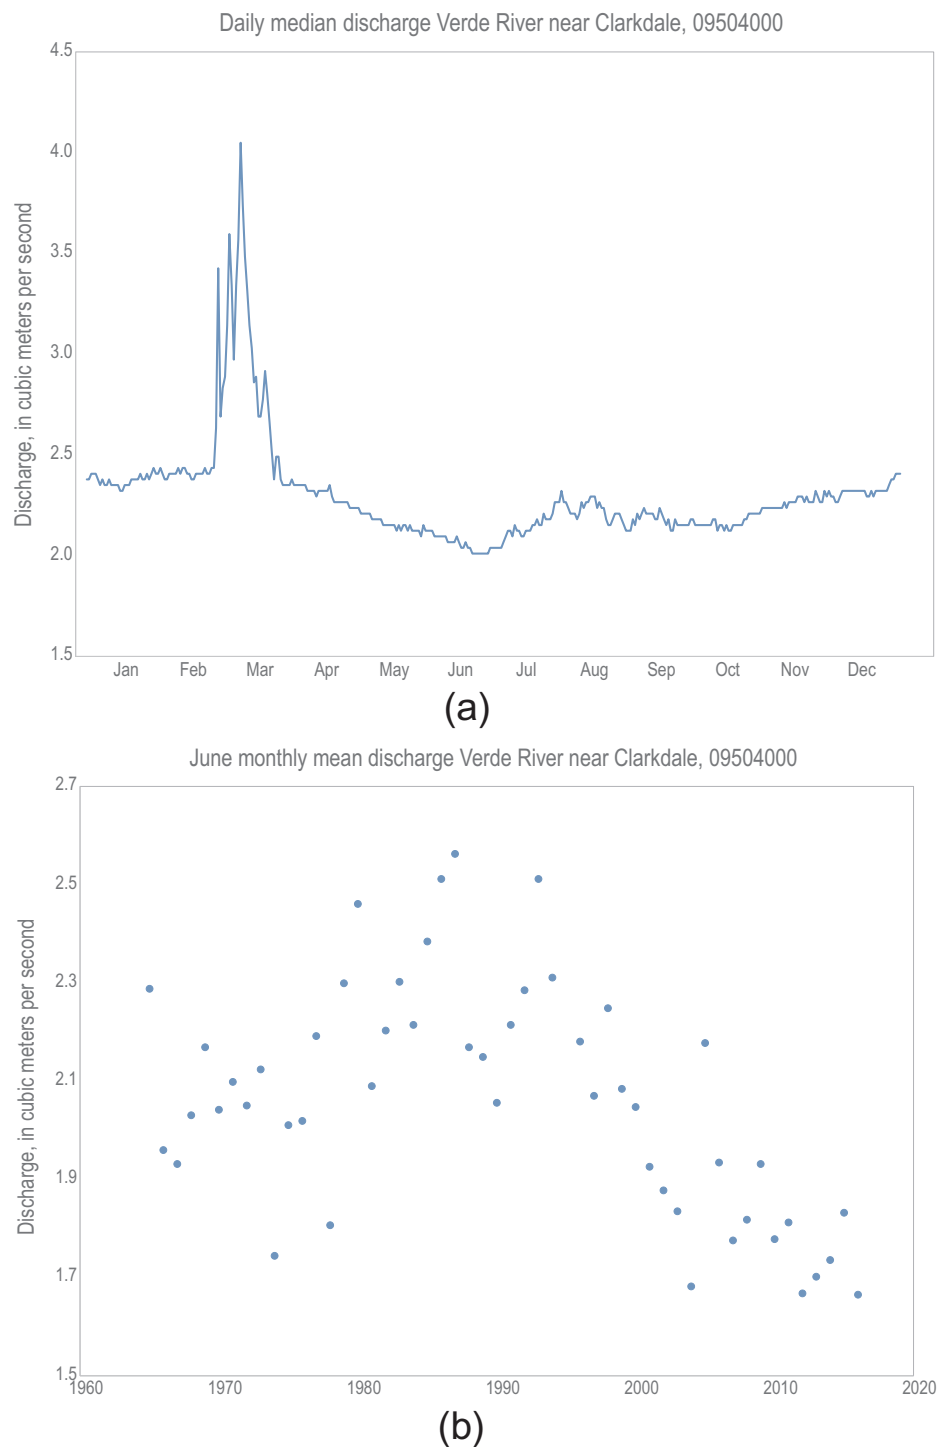 Daily median discharge Verde River near Clarkdale, 09504000
4.5
4.0
3.5
3.0
2.5
2.0
1.5
Discharge, in cubic meters per second
Jan Feb Mar Apr May Jun Jul Aug Sep Oct Nov Dec
(a)
June monthly mean discharge Verde River near Clarkdale, 09504000
2.7
2.5
2.3
2.1
1.9
1.7
1.5
Discharge, in cubic meters per second
1960 1970 1980 1990 2000 2010 2020
(b)